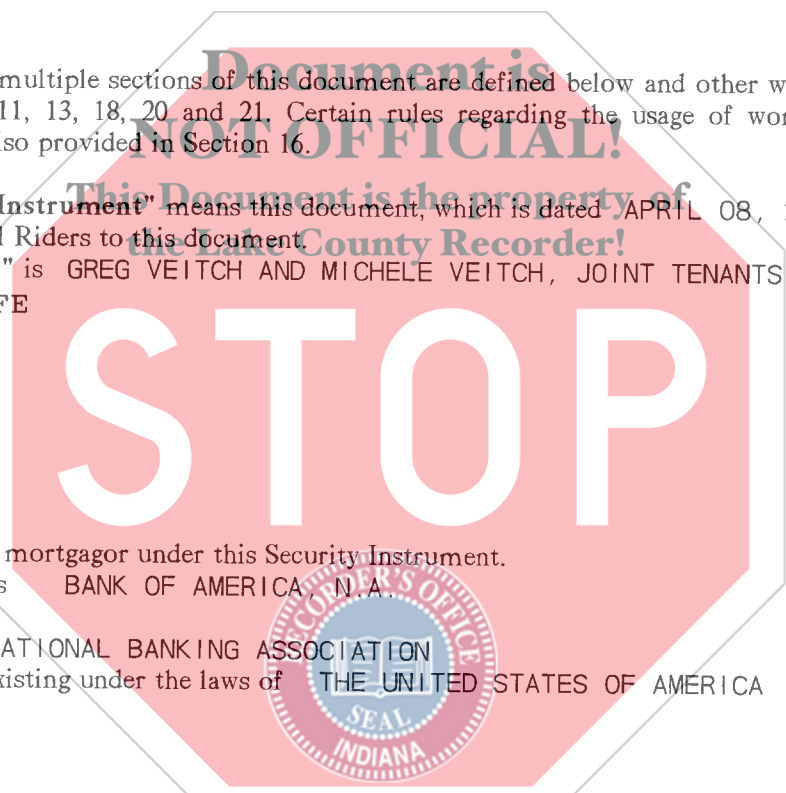 Document is
multiple sections of this document are defined below and other w
11, 13, 18, 20 and 21. Certain rules regarding the usage of wor
NOT OFFICIAL!
lso provided in Section 16.
This Document is the property of
Instrument" means this document, which is dated APRIL 08,
l Riders to this document.
the Lake County Recorder!
" is GREG VEITCH AND MICHELE VEITCH, JOINT TENANTS
FE
STOP
mortgagor under this Security Instrument.
s BANK OF AMERICA, N.A.
RECORDER'S OFFICE
ATIONAL BANKING ASSOCIATION
xisting under the laws of THE UNITED STATES OF AMERICA
SEAL
INDIANA